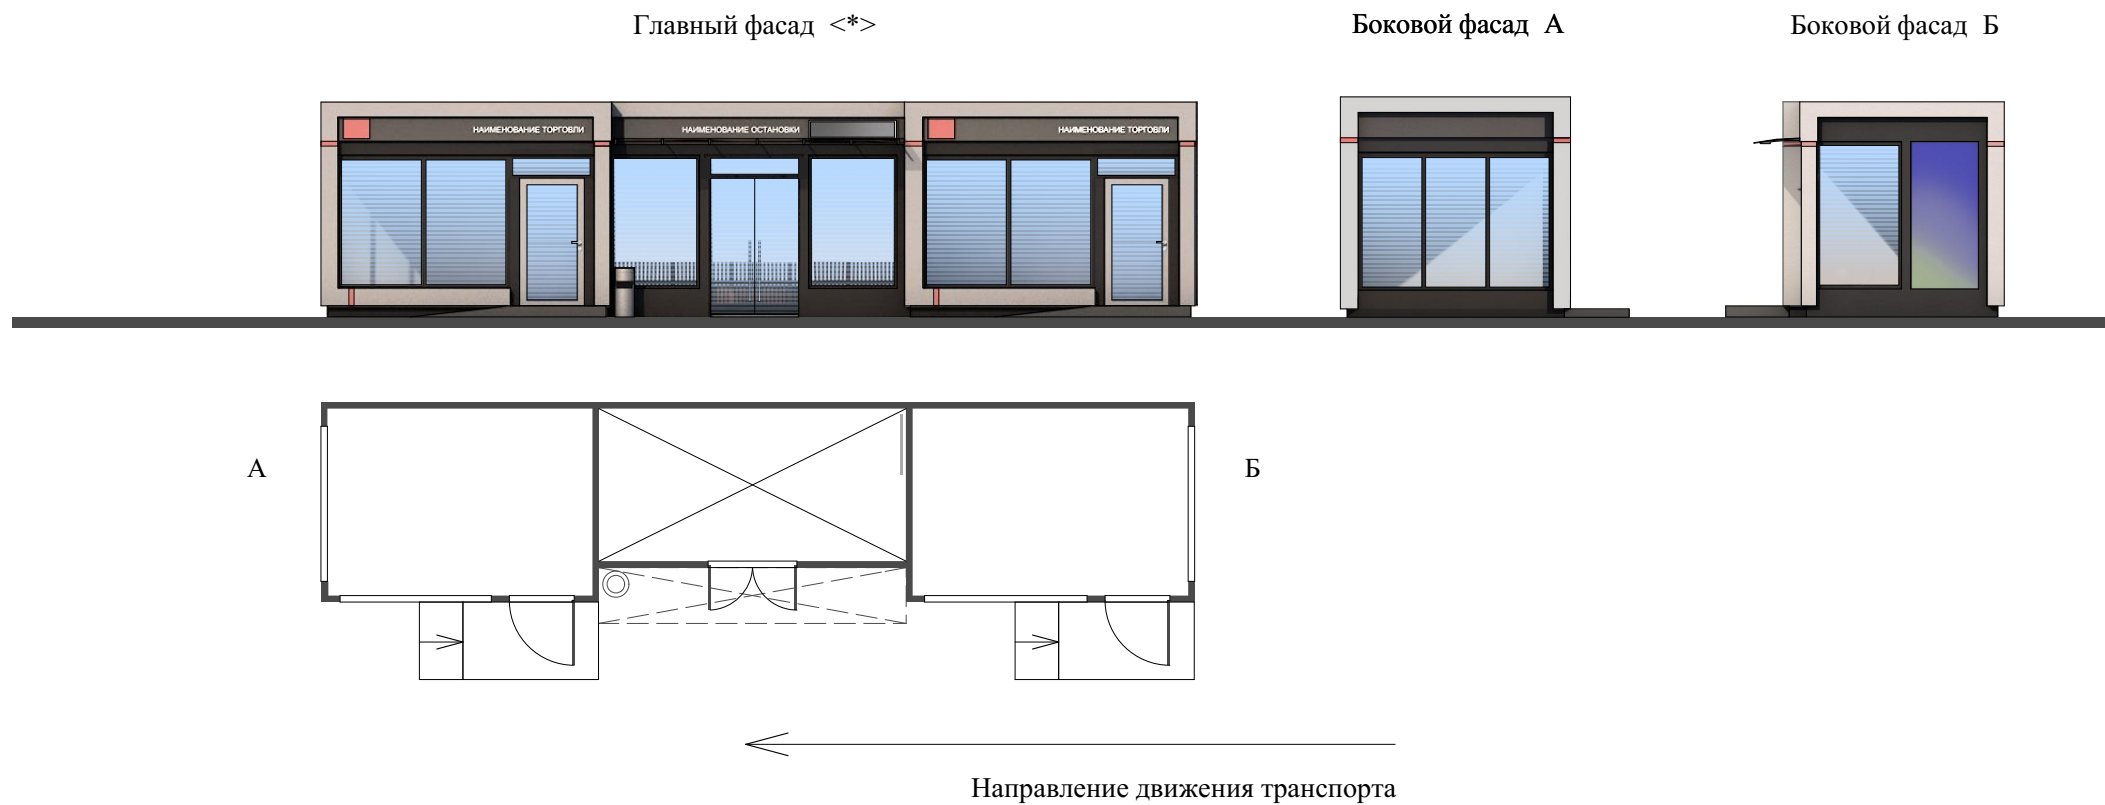 Главный фасад <*>
Боковой фасад А
Боковой фасад Б
НАИМЕНОВАНИЕ ТОРГОВЛИ
НАИМЕНОВАНИЕ ОСТАНОВКИ
НАИМЕНОВАНИЕ ТОРГОВЛИ
А
Б
Направление движения транспорта